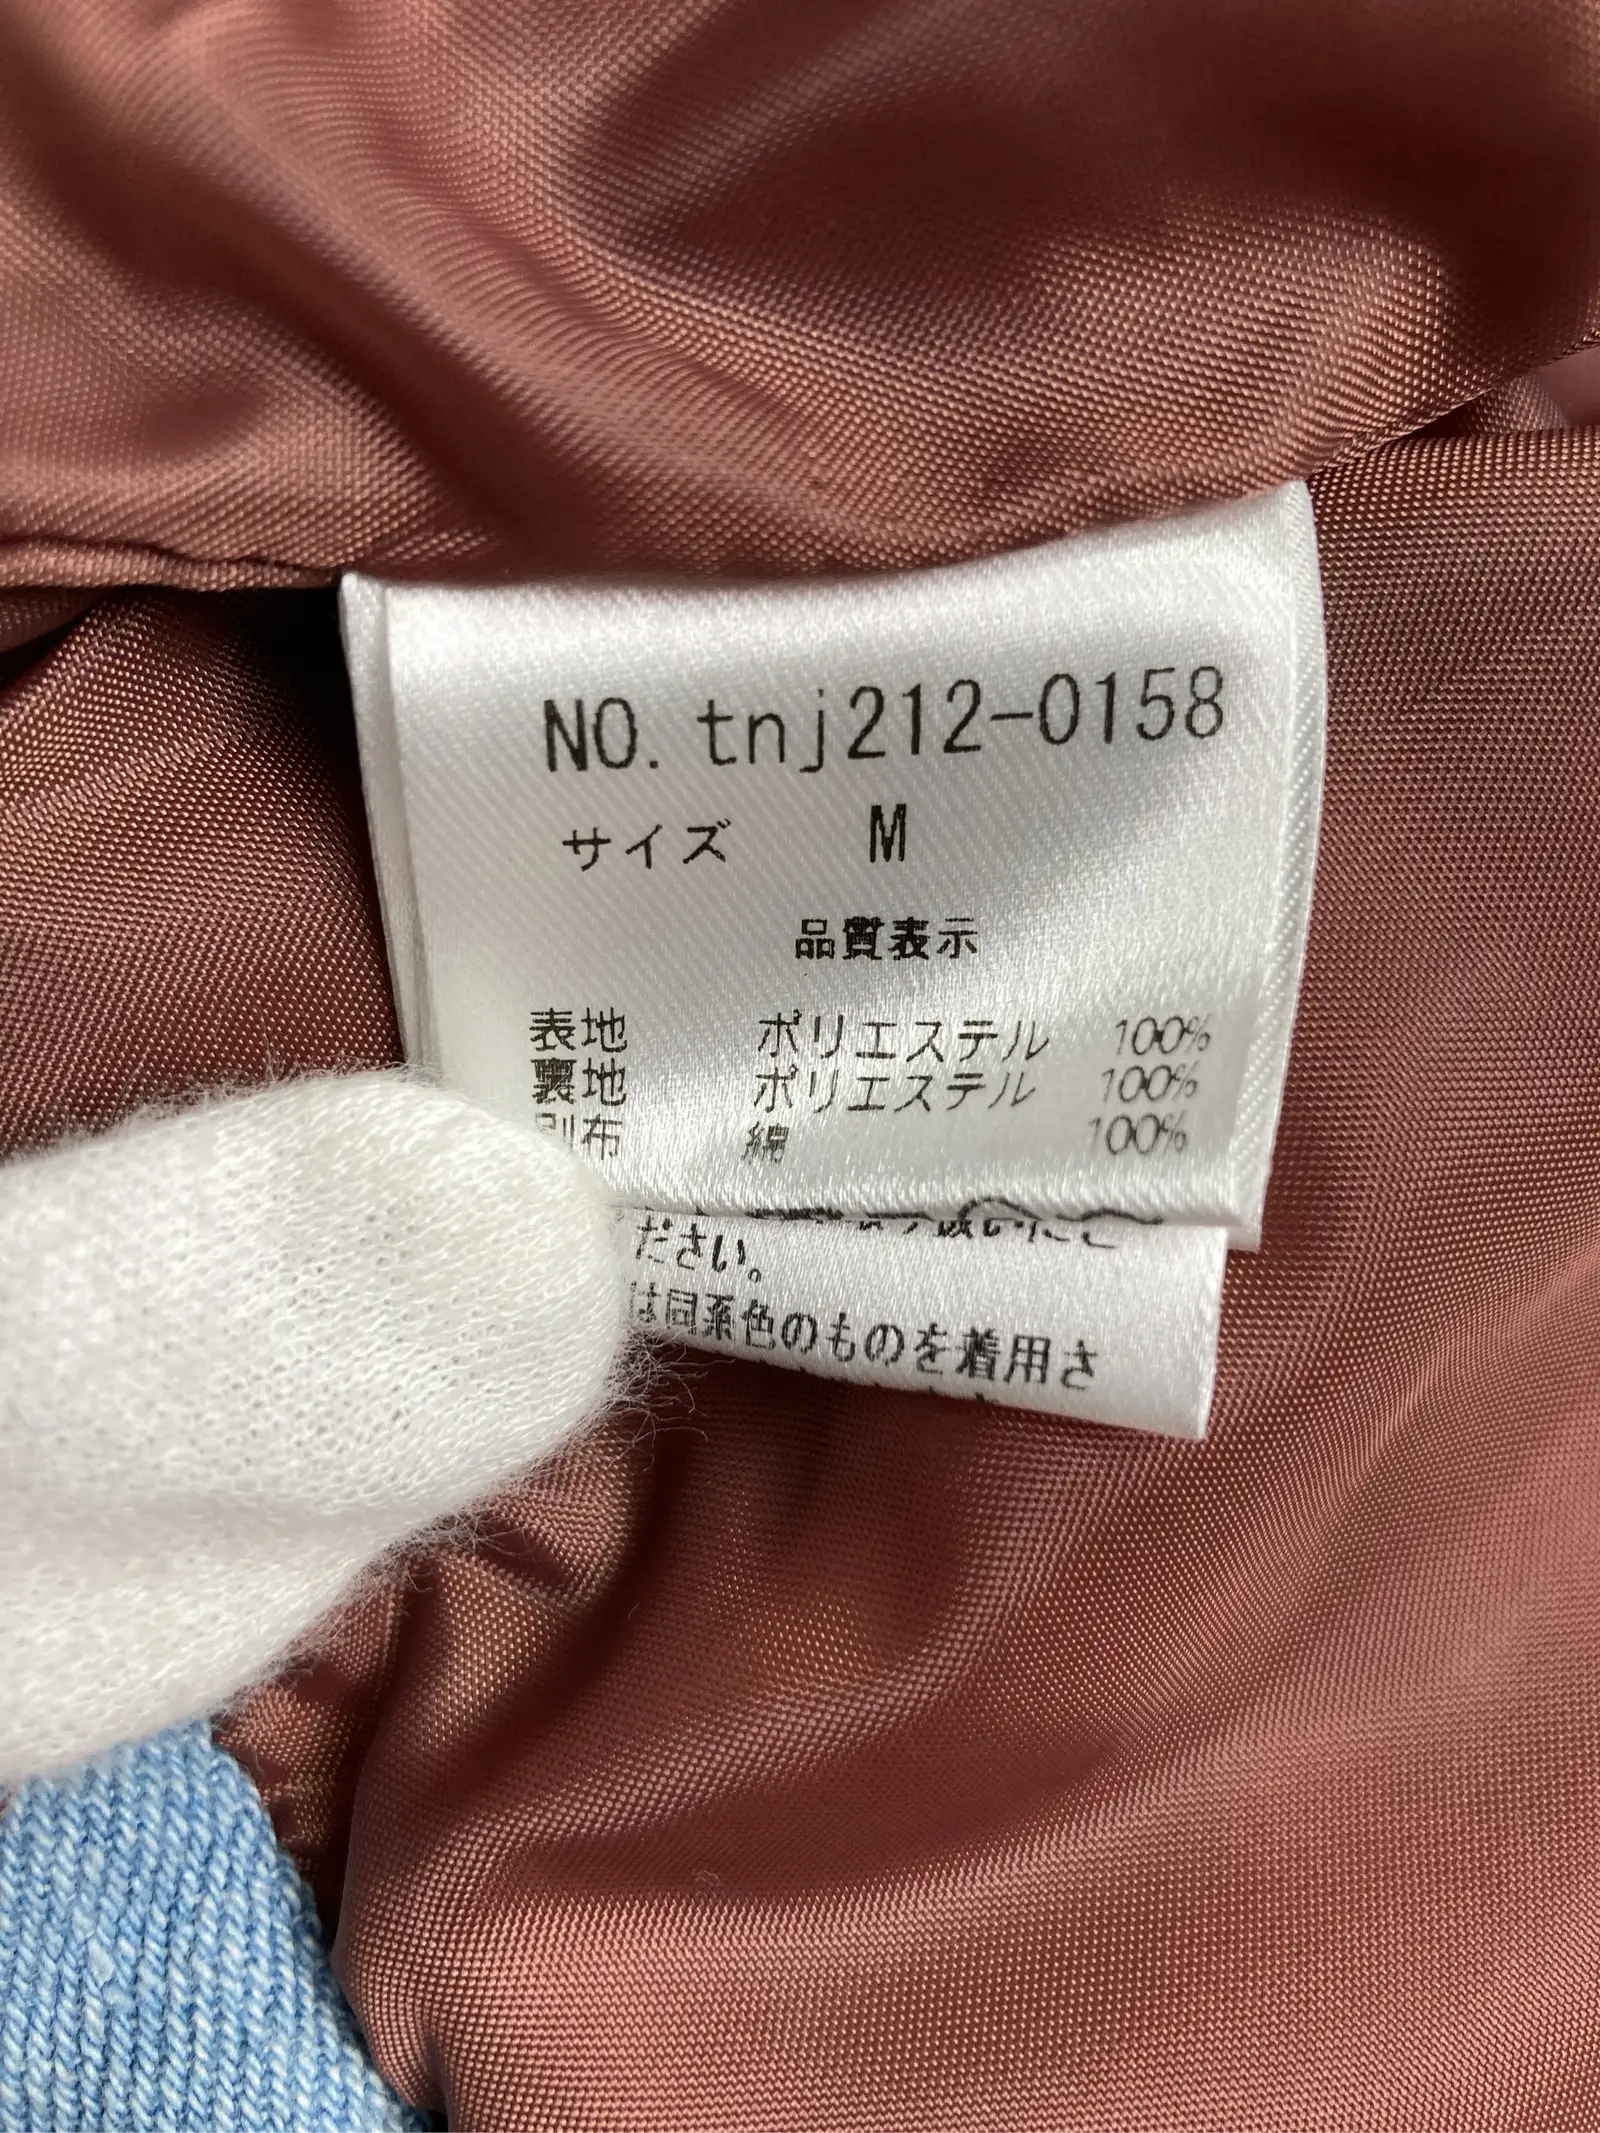 NO. tnj212-0158
サイズ M
品質表示
表地 ポリエステル 100%
裏地 ポリエステル 100%
別布 綿 100%
ださい。
は同系色のものを着用さ